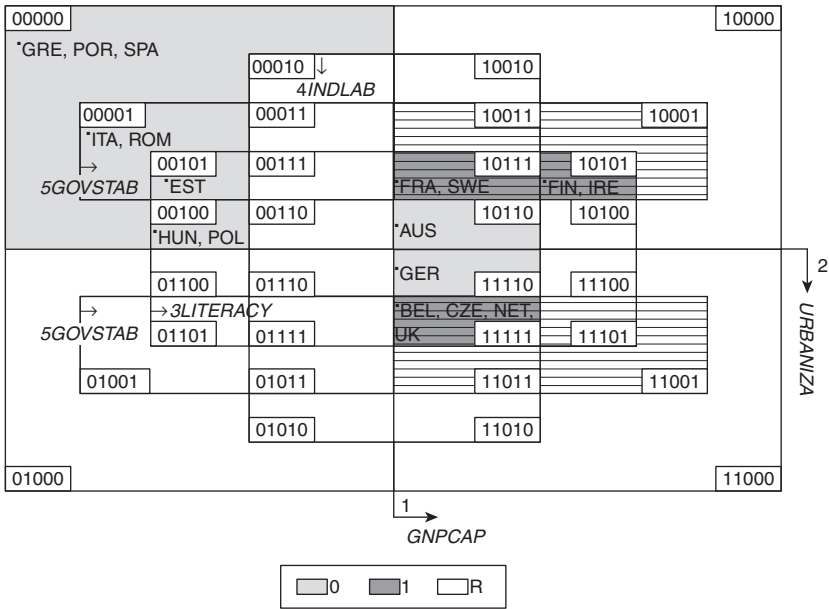 00000 10000
GRE, POR, SPA
00010 ↓ 10010
4INDLAB
00001 00011 10011 10001
ITA, ROM
→ 00101 00111 10111 10101
5GOVSTAB EST FRA, SWE FIN, IRE
00100 00110 10110 10100
HUN, POL AUS
2
GER
01100 01110 11110 11100
→ →3LITERACY BEL, CZE, NET,
5GOVSTAB 01101 01111 UK 11111 11101
URBANIZA
01001 01011 11011 11001
01010 11010
01000 11000
1
GNPCAP
0 1 R